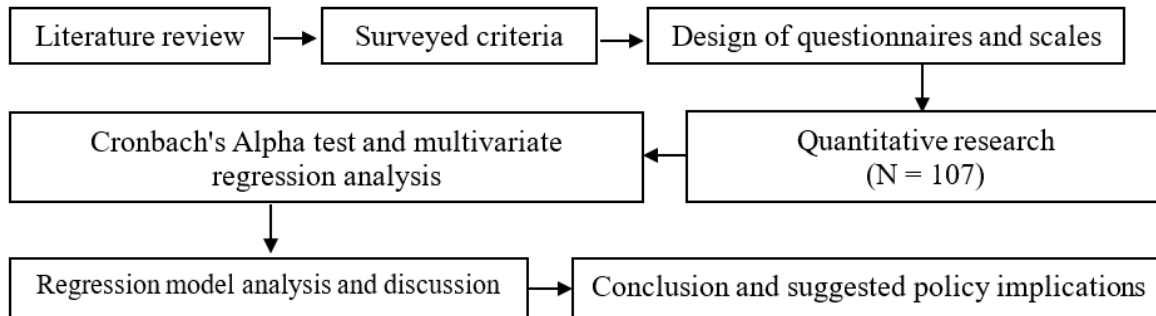 Literature review
Surveyed criteria
Design of questionnaires and scales
Quantitative research
(N = 107)
Cronbach's Alpha test and multivariate
regression analysis
Regression model analysis and discussion
Conclusion and suggested policy implications